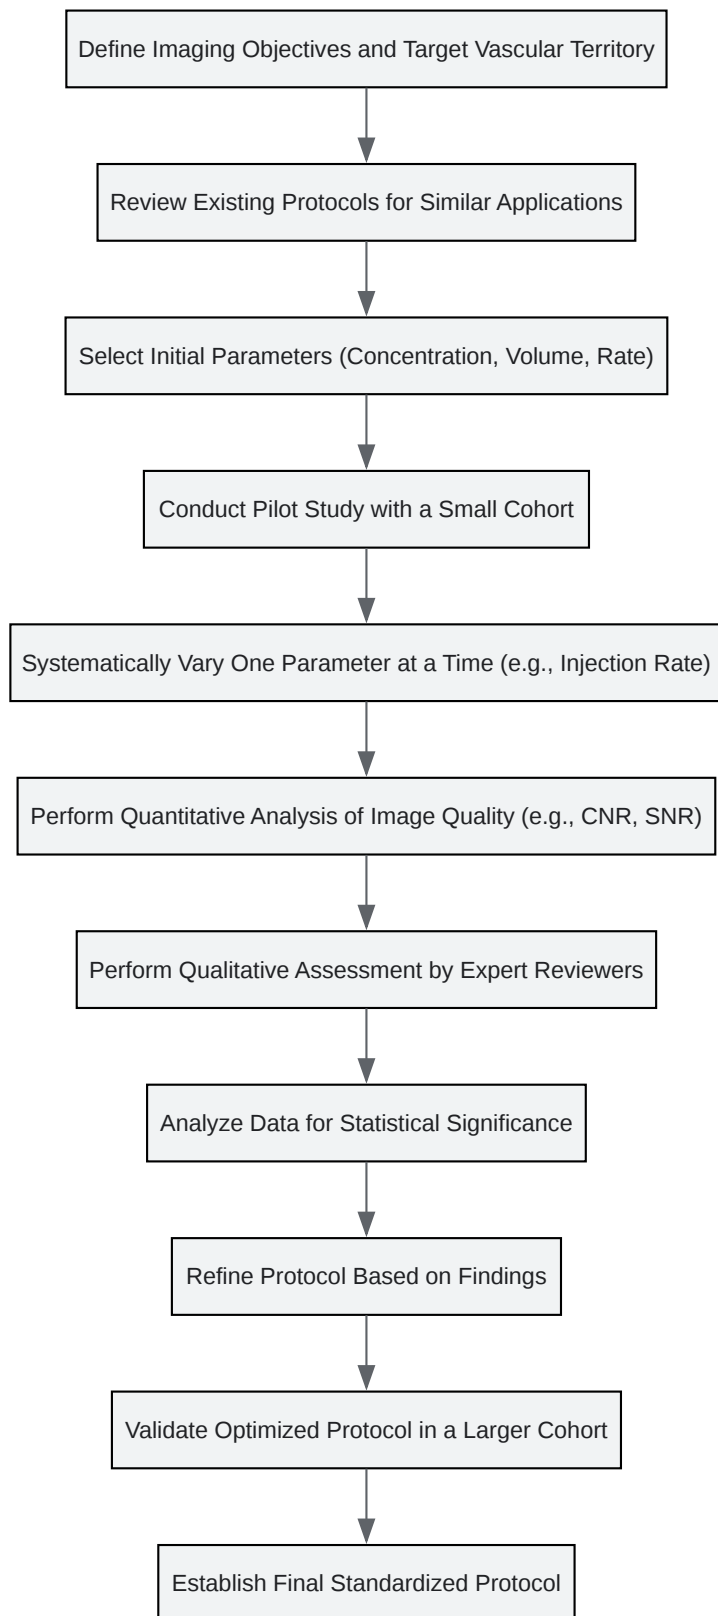 Define Imaging Objectives and Target Vascular Territory
Review Existing Protocols for Similar Applications
Select Initial Parameters (Concentration, Volume, Rate)
Conduct Pilot Study with a Small Cohort
Systematically Vary One Parameter at a Time (e.g., Injection Rate)
Perform Quantitative Analysis of Image Quality (e.g., CNR, SNR)
Perform Qualitative Assessment by Expert Reviewers
Analyze Data for Statistical Significance
Refine Protocol Based on Findings
Validate Optimized Protocol in a Larger Cohort
Establish Final Standardized Protocol